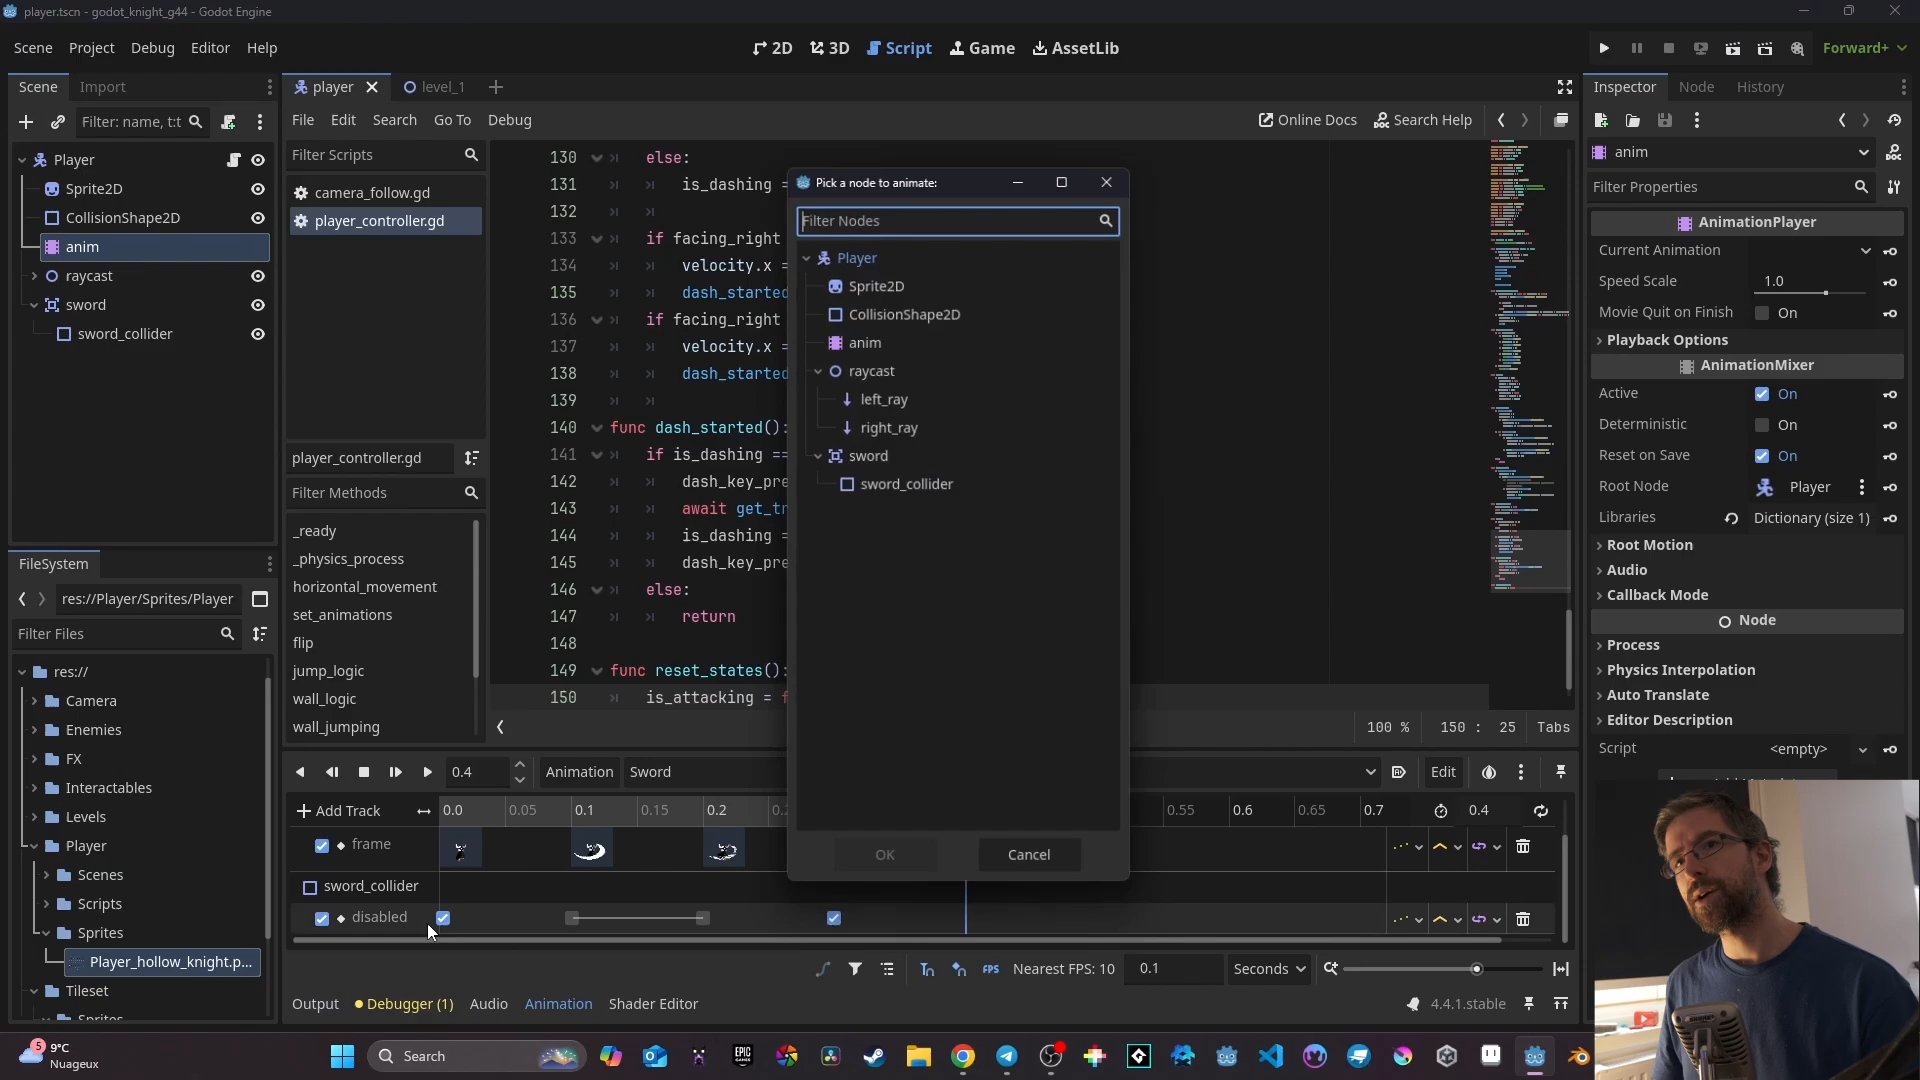 player.tscn - godot_knight_g44 - Godot Engine
Scene Project Debug Editor Help
2D 3D Script Game AssetLib
Forward+
Scene Import
Filter: name, t:t
Player
Sprite2D
CollisionShape2D
anim
raycast
sword
sword_collider
FileSystem
res://Player/Sprites/Player
Filter Files
res://
Camera
Enemies
FX
Interactables
Levels
Player
Scenes
Scripts
Sprites
Player_hollow_knight.p...
Tileset
player level_1
File Edit Search Go To Debug
Online Docs Search Help
Filter Scripts
camera_follow.gd
player_controller.gd
player_controller.gd
Filter Methods
_ready
_physics_process
horizontal_movement
set_animations
flip
jump_logic
wall_logic
wall_jumping
130 else:
131 is_dashing =
132
133 if facing_right
134 velocity.x =
135 dash_started
136 if facing_right
137 velocity.x =
138 dash_started
139
140 func dash_started():
141 if is_dashing ==
142 dash_key_pre
143 await get_tr
144 is_dashing =
145 dash_key_pre
146 else:
147 return
148
149 func reset_states():
150 is_attacking = f
100 % 150 : 25 Tabs
Pick a node to animate:
Filter Nodes
Player
Sprite2D
CollisionShape2D
anim
raycast
left_ray
right_ray
sword
sword_collider
OK Cancel
0.4 Animation Sword Edit
Add Track 0.0 0.05 0.1 0.15 0.2 0.55 0.6 0.65 0.7 0.4
frame
sword_collider
disabled
FPS Nearest FPS: 10 0.1 Seconds
Output Debugger (1) Audio Animation Shader Editor 4.4.1.stable
Inspector Node History
anim
Filter Properties
AnimationPlayer
Current Animation
Speed Scale 1.0
Movie Quit on Finish On
Playback Options
AnimationMixer
Active On
Deterministic On
Reset on Save On
Root Node Player
Libraries Dictionary (size 1)
Root Motion
Audio
Callback Mode
Node
Process
Physics Interpolation
Auto Translate
Editor Description
Script <empty>
5
9°C
Nuageux
Search
EPIC
GAMES